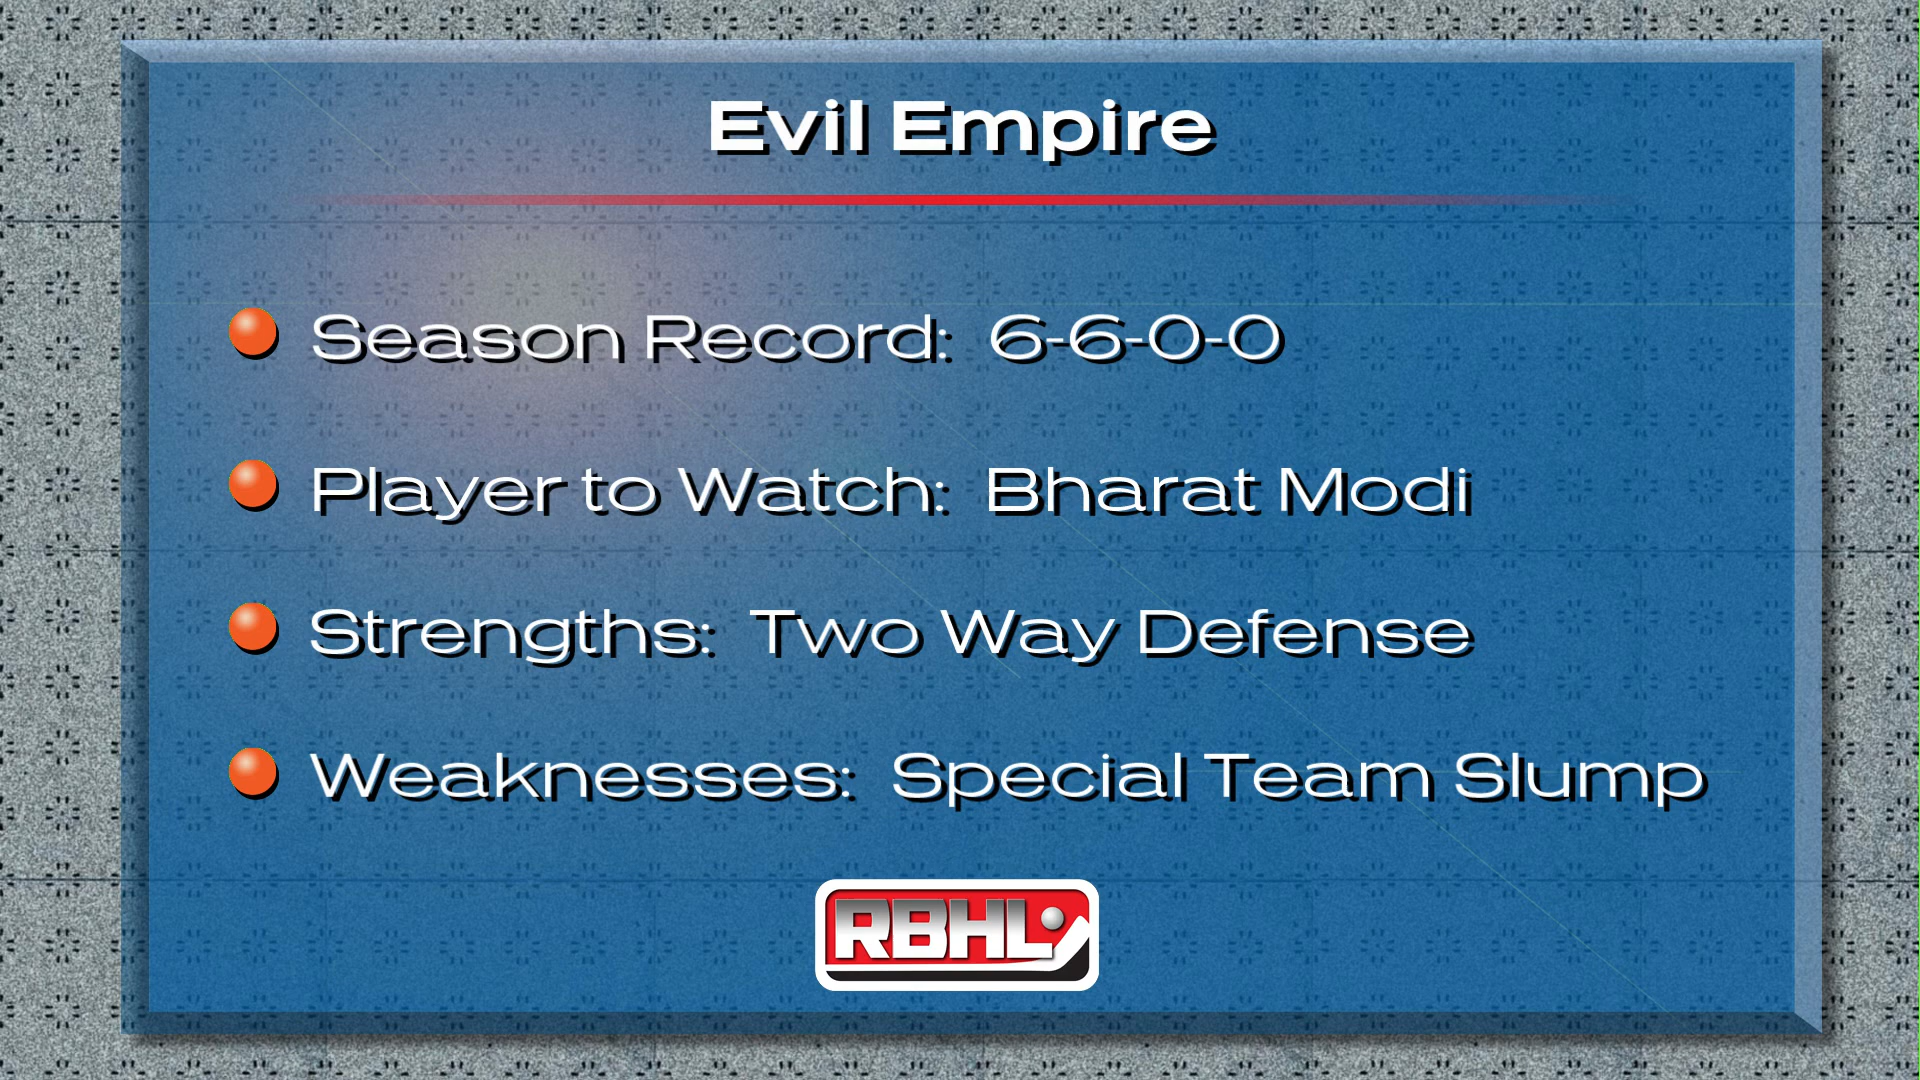 Evil Empire
Season Record: 6-6-0-0
Player to Watch: Bharat Modi
Strengths: Two Way Defense
Weaknesses: Special Team Slump
RBHL